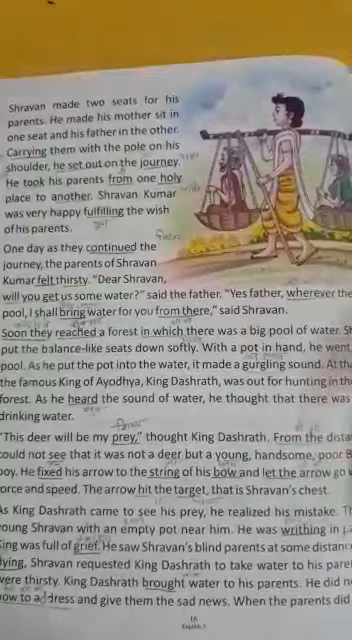 Shravan made two seats for his
parents. He made his mother sit in
one seat and his father in the other.
Carrying them with the pole on his
shoulder, he set out on the journey.
He took his parents from one holy
place to another. Shravan Kumar
was very happy fulfilling the wish
of his parents.
One day as they continued the
journey, the parents of Shravan
Kumar felt thirsty. "Dear Shravan,
will you get us some water?" said the father. "Yes father, wherever the
pool, I shall bring water for you from there," said Shravan.
Soon they reached a forest in which there was a big pool of water. Sh
put the balance-like seats down softly. With a pot in hand, he went
pool. As he put the pot into the water, it made a gurgling sound. At th
the famous King of Ayodhya, King Dashrath, was out for hunting in th
forest. As he heard the sound of water, he thought that there was
drinking water.
"This deer will be my prey," thought King Dashrath. From the dista
could not see that it was not a deer but a young, handsome, poor B
boy. He fixed his arrow to the string of his bow and let the arrow go
orce and speed. The arrow hit the target, that is Shravan's chest.
As King Dashrath came to see his prey, he realized his mistake. Th
young Shravan with an empty pot near him. He was writhing in
King was full of grief. He saw Shravan's blind parents at some distanc
dying, Shravan requested King Dashrath to take water to his pare
were thirsty. King Dashrath brought water to his parents. He did n
how to address and give them the sad news. When the parents did
16
English-3